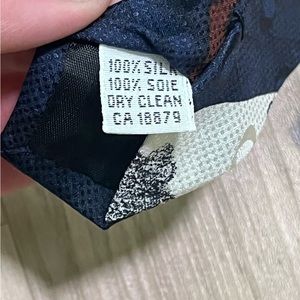 100% SILK
100% SOIE
DRY CLEAN
CA 18879